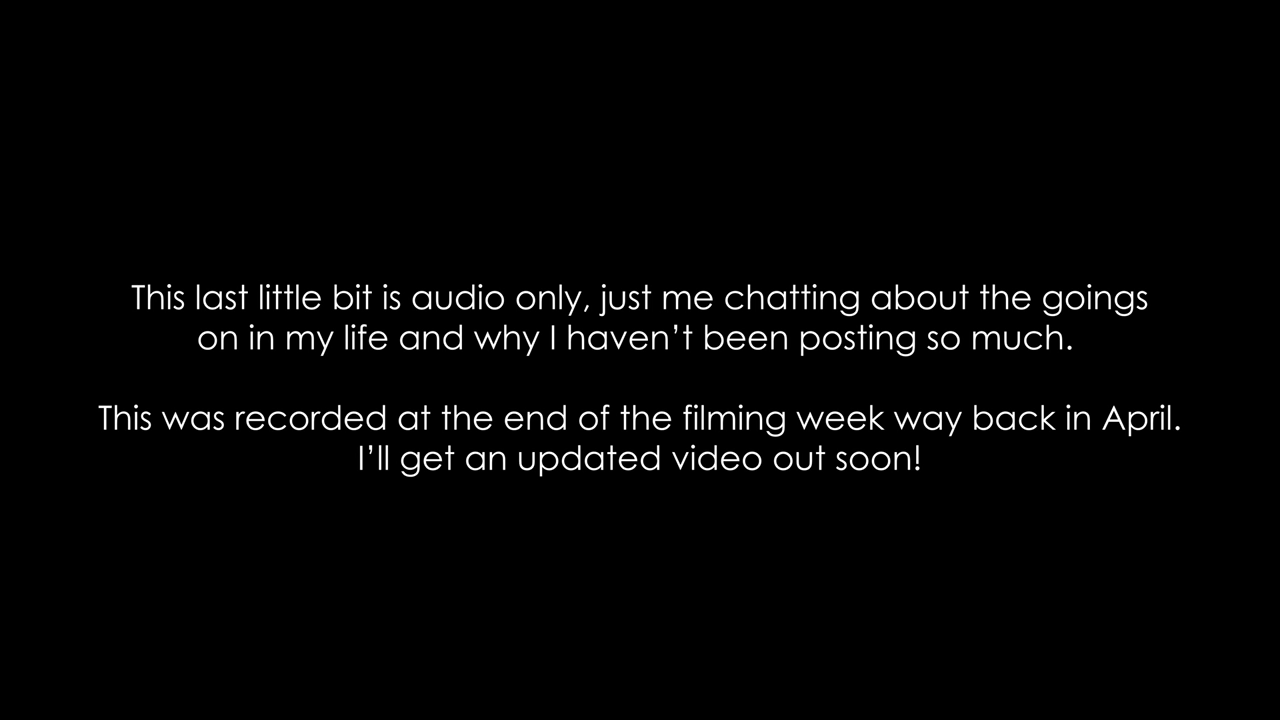 This last little bit is audio only, just me chatting about the goings
on in my life and why I haven’t been posting so much.
This was recorded at the end of the filming week way back in April.
I’ll get an updated video out soon!